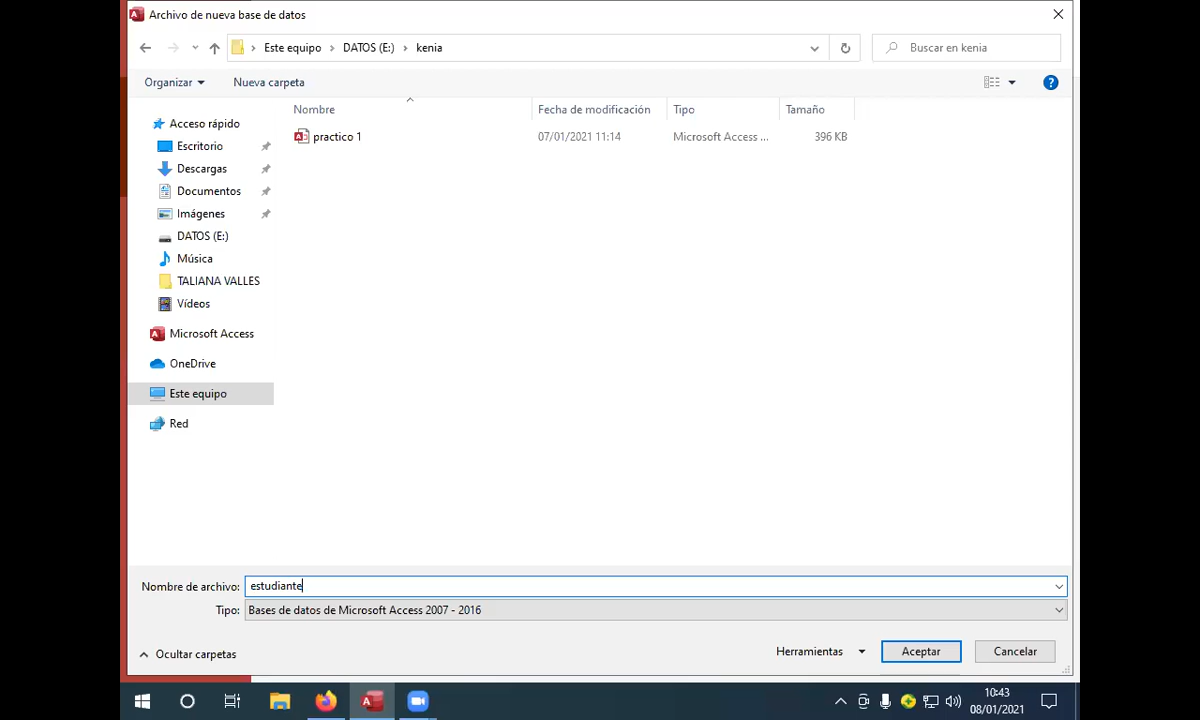 Archivo de nueva base de datos
Este equipo > DATOS (E:) > kenia
Buscar en kenia
Organizar
Nueva carpeta
Nombre
Fecha de modificación
Tipo
Tamaño
practico 1
07/01/2021 11:14
Microsoft Access ...
396 KB
Acceso rápido
Escritorio
Descargas
Documentos
Imágenes
DATOS (E:)
Música
TALIANA VALLES
Vídeos
Microsoft Access
OneDrive
Este equipo
Red
Nombre de archivo: estudiante
Tipo: Bases de datos de Microsoft Access 2007 - 2016
Ocultar carpetas
Herramientas
Aceptar
Cancelar
10:43
08/01/2021